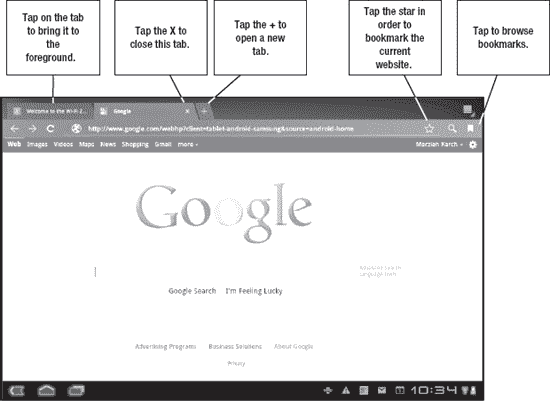 Tap on the tab
to bring it to
the
foreground.
Tap the X to
close this tab.
Tap the + to
open a new
tab.
Tap the star in
order to
bookmark the
current
website.
Tap to browse
bookmarks.
Welcome to the Wi-Fi
Google
http://www.google.com/webhp?client=tablet-android-samsung&source=android-home
Web Images Videos Maps News Shopping Gmail more
Marziah Karch
Google
Advanced Search
Language Tools
Google Search I'm Feeling Lucky
Advertising Programs Business Solutions About Google
Privacy
10:34